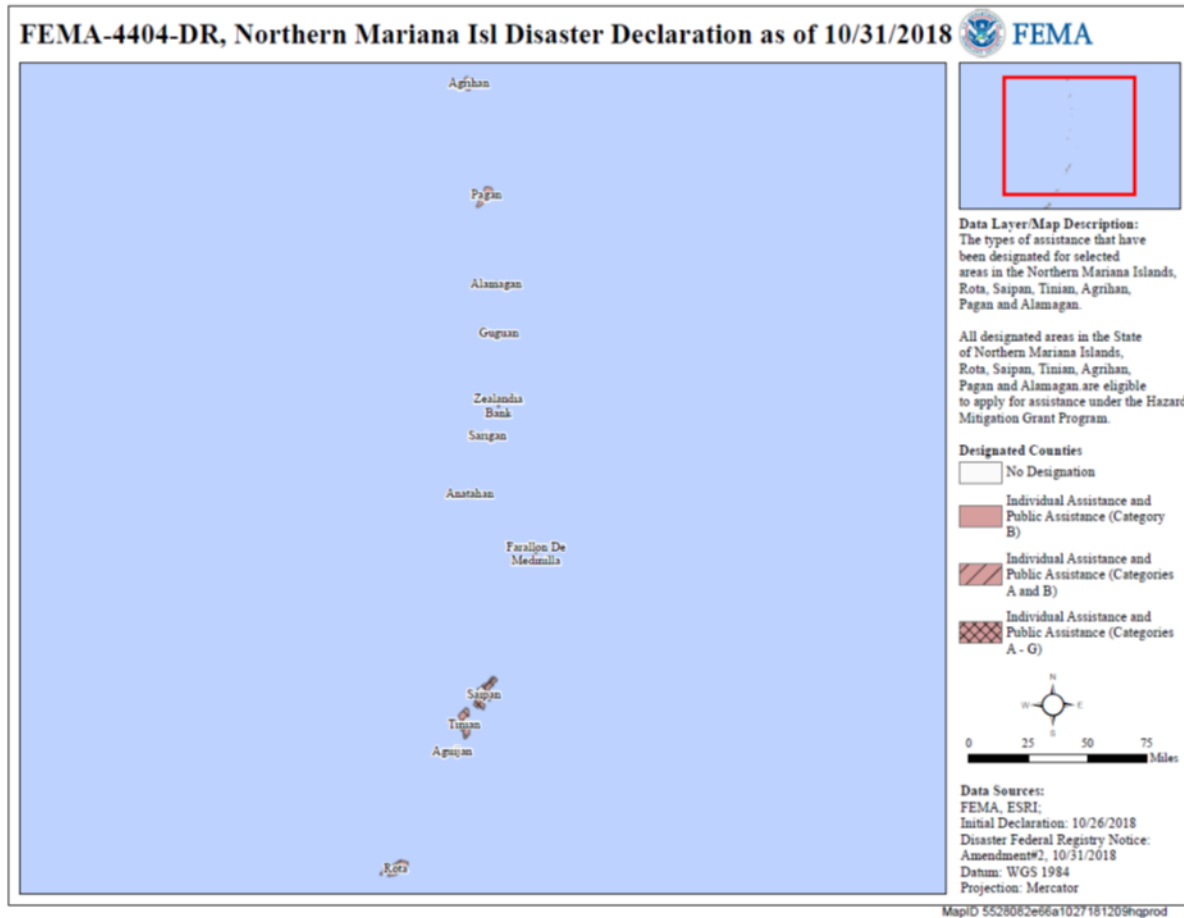 FEMA-4404-DR, Northern Mariana Isl Disaster Declaration as of 10/31/2018
FEMA
Agrihan
Pagan
Alamagan
Guguan
Zealandia
Bank
Sarigan
Anatahan
Farallon De
Medinilla
Saipan
Tinian
Aguijan
Rota
Data Layer/Map Description:
The types of assistance that have
been designated for selected
areas in the Northern Mariana Islands,
Rota, Saipan, Tinian, Agrihan,
Pagan and Alamagan.
All designated areas in the State
of Northern Mariana Islands,
Rota, Saipan, Tinian, Agrihan,
Pagan and Alamagan.are eligible
to apply for assistance under the Hazard
Mitigation Grant Program.
Designated Counties
No Designation
Individual Assistance and
Public Assistance (Category
B)
Individual Assistance and
Public Assistance (Categories
A and B)
Individual Assistance and
Public Assistance (Categories
A - G)
N
W
E
S
0 25 50 75
Miles
Data Sources:
FEMA, ESRI;
Initial Declaration: 10/26/2018
Disaster Federal Registry Notice:
Amendment#2, 10/31/2018
Datum: WGS 1984
Projection: Mercator
MapID 5528082e66a1027181209hqprod